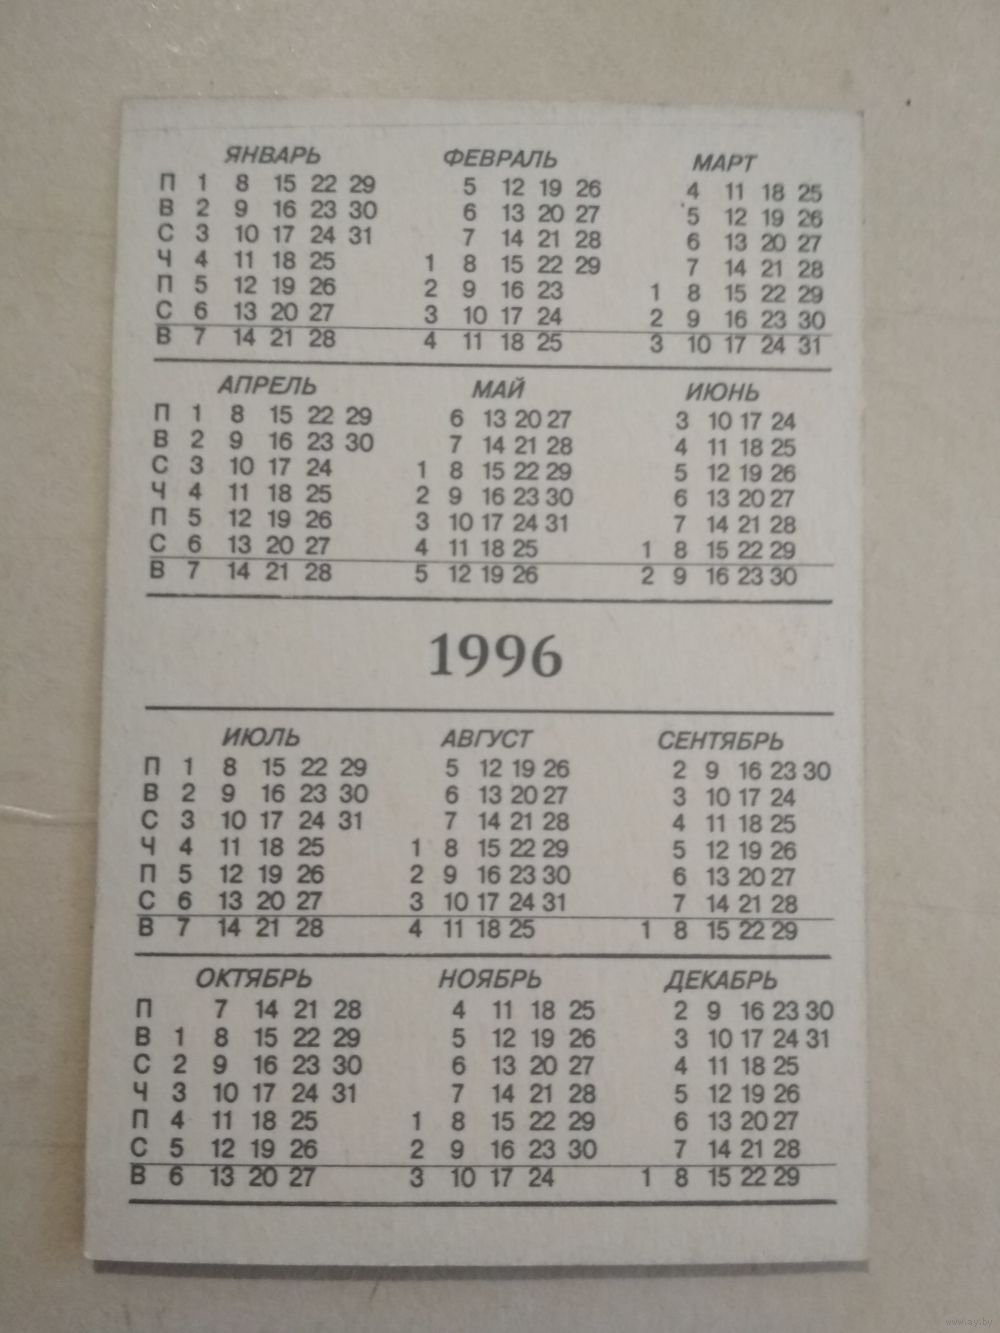 ЯНВАРЬ ФЕВРАЛЬ МАРТ
П 1 8 15 22 29 5 12 19 26 4 11 18 25
В 2 9 16 23 30 6 13 20 27 5 12 19 26
С 3 10 17 24 31 7 14 21 28 6 13 20 27
Ч 4 11 18 25 1 8 15 22 29 7 14 21 28
П 5 12 19 26 2 9 16 23 1 8 15 22 29
С 6 13 20 27 3 10 17 24 2 9 16 23 30
В 7 14 21 28 4 11 18 25 3 10 17 24 31
АПРЕЛЬ МАЙ ИЮНЬ
П 1 8 15 22 29 6 13 20 27 3 10 17 24
В 2 9 16 23 30 7 14 21 28 4 11 18 25
С 3 10 17 24 1 8 15 22 29 5 12 19 26
Ч 4 11 18 25 2 9 16 23 30 6 13 20 27
П 5 12 19 26 3 10 17 24 31 7 14 21 28
С 6 13 20 27 4 11 18 25 1 8 15 22 29
В 7 14 21 28 5 12 19 26 2 9 16 23 30
1996
ИЮЛЬ АВГУСТ СЕНТЯБРЬ
П 1 8 15 22 29 5 12 19 26 2 9 16 23 30
В 2 9 16 23 30 6 13 20 27 3 10 17 24
С 3 10 17 24 31 7 14 21 28 4 11 18 25
Ч 4 11 18 25 1 8 15 22 29 5 12 19 26
П 5 12 19 26 2 9 16 23 30 6 13 20 27
С 6 13 20 27 3 10 17 24 31 7 14 21 28
В 7 14 21 28 4 11 18 25 1 8 15 22 29
ОКТЯБРЬ НОЯБРЬ ДЕКАБРЬ
П 7 14 21 28 4 11 18 25 2 9 16 23 30
В 1 8 15 22 29 5 12 19 26 3 10 17 24 31
С 2 9 16 23 30 6 13 20 27 4 11 18 25
Ч 3 10 17 24 31 7 14 21 28 5 12 19 26
П 4 11 18 25 1 8 15 22 29 6 13 20 27
С 5 12 19 26 2 9 16 23 30 7 14 21 28
В 6 13 20 27 3 10 17 24 1 8 15 22 29
www.ay.by